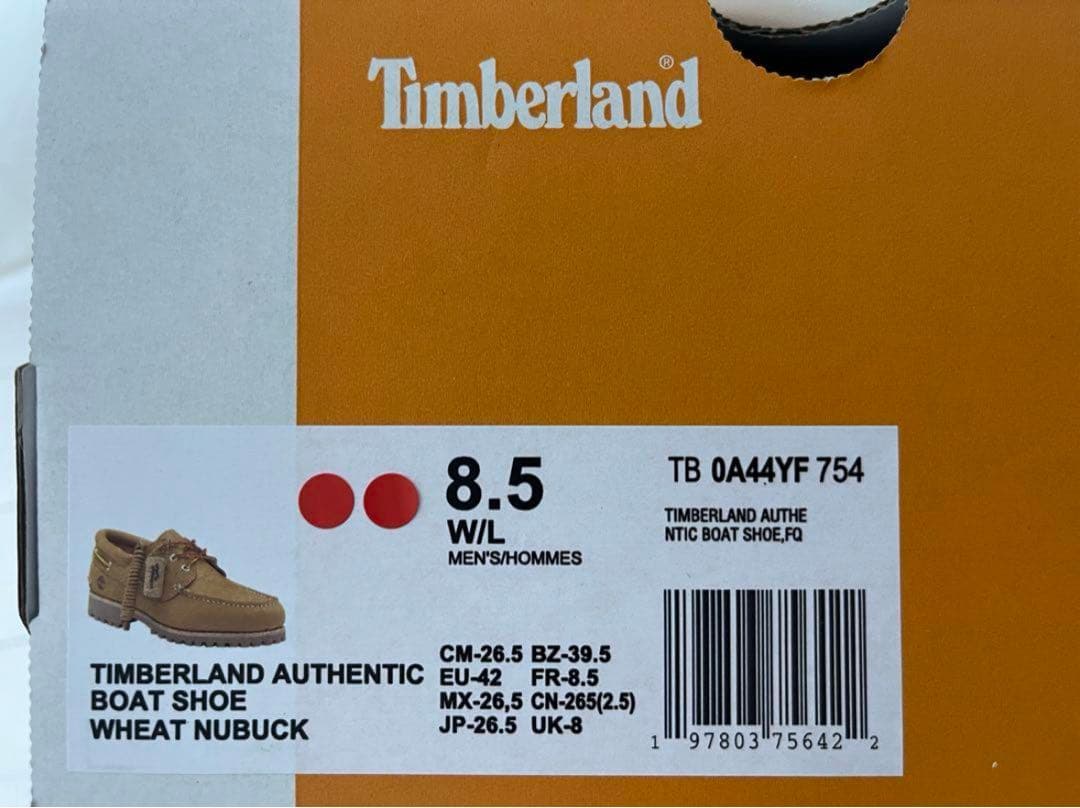 Timberland®
8.5
W/L
MEN'S/HOMMES
TB 0A44YF 754
TIMBERLAND AUTHE
NTIC BOAT SHOE,FQ
TIMBERLAND AUTHENTIC
BOAT SHOE
WHEAT NUBUCK
CM-26.5 BZ-39.5
EU-42 FR-8.5
MX-26,5 CN-265(2.5)
JP-26.5 UK-8
1 97803 75642 2